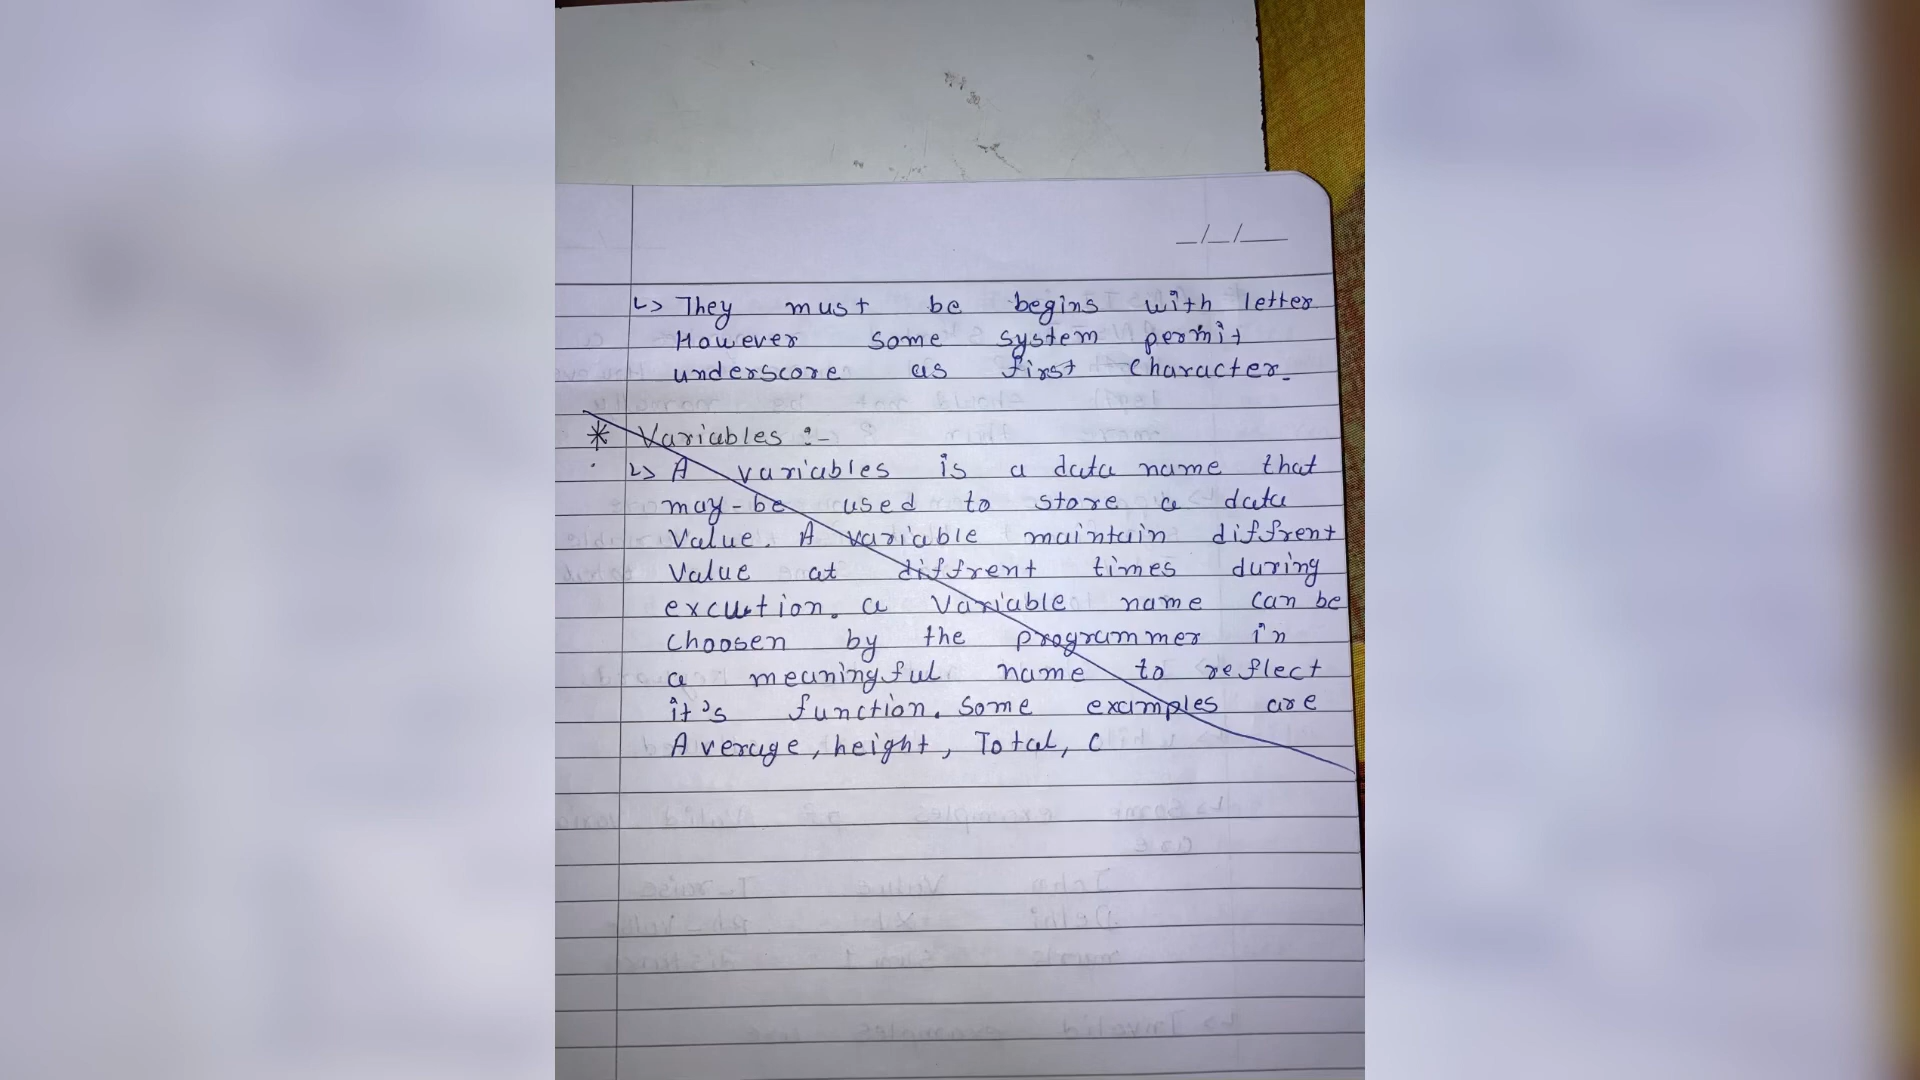 _/_/__
↳ They must be begins with letter
However some system permit
underscore as first character.
* Variables :-
↳ A variables is a data name that
may-be used to store a data
Value. A variable maintain diffrent
Value at diffrent times during
excution. a Variable name can be
choosen by the programmer in
a meaningful name to reflect
it's function. Some examples are
Average, height, Total, C